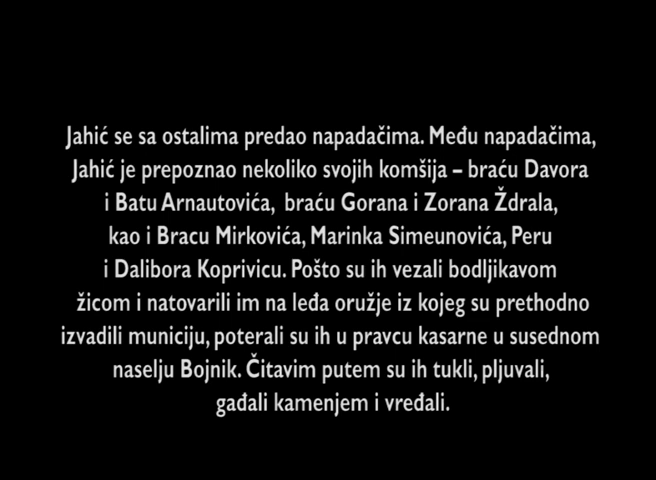 Jahić se sa ostalima predao napadačima. Među napadačima,
Jahić je prepoznao nekoliko svojih komšija – braću Davora
i Batu Arnautovića, braću Gorana i Zorana Ždrala,
kao i Bracu Mirkovića, Marinka Simeunovića, Peru
i Dalibora Koprivicu. Pošto su ih vezali bodljikavom
žicom i natovarili im na leđa oružje iz kojeg su prethodno
izvadili municiju, poterali su ih u pravcu kasarne u susednom
naselju Bojnik. Čitavim putem su ih tukli, pljuvali,
gađali kamenjem i vređali.